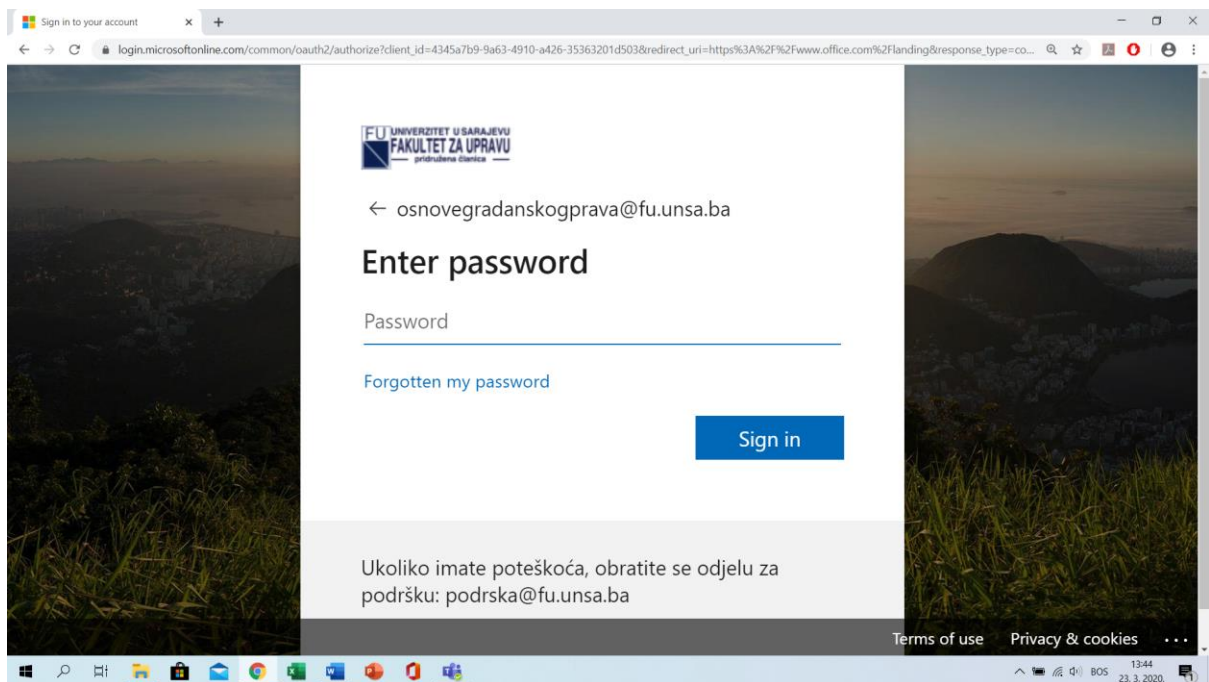 Sign in to your account
login.microsoftonline.com/common/oauth2/authorize?client_id=4345a7b9-9a63-4910-a426-35363201d503&redirect_uri=https%3A%2F%2Fwww.office.com%2Flanding&response_type=co...
FU UNIVERZITET U SARAJEVU
FAKULTET ZA UPRAVU
pridružena članica
osnovegradanskogprava@fu.unsa.ba
Enter password
Password
Forgotten my password
Sign in
Ukoliko imate poteškoća, obratite se odjelu za
podršku: podrska@fu.unsa.ba
Terms of use Privacy & cookies ...
BOS
13:44
23. 3. 2020.